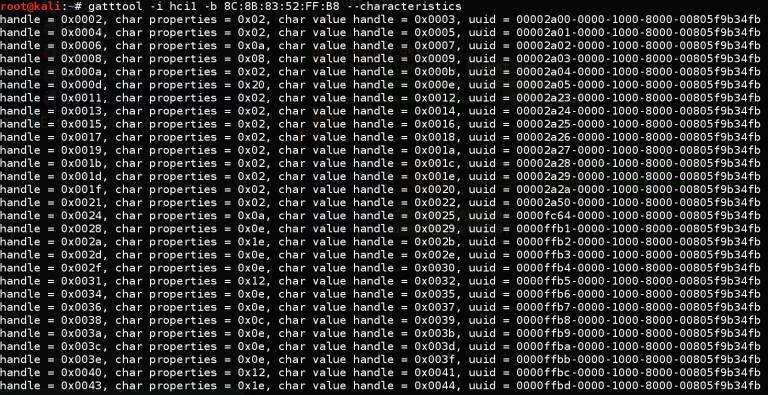 root@kali:~# gatttool -i hci1 -b 8C:8B:83:52:FF:B8 --characteristics
handle = 0x0002, char properties = 0x02, char value handle = 0x0003, uuid = 00002a00-0000-1000-8000-00805f9b34fb
handle = 0x0004, char properties = 0x02, char value handle = 0x0005, uuid = 00002a01-0000-1000-8000-00805f9b34fb
handle = 0x0006, char properties = 0x0a, char value handle = 0x0007, uuid = 00002a02-0000-1000-8000-00805f9b34fb
handle = 0x0008, char properties = 0x08, char value handle = 0x0009, uuid = 00002a03-0000-1000-8000-00805f9b34fb
handle = 0x000a, char properties = 0x02, char value handle = 0x000b, uuid = 00002a04-0000-1000-8000-00805f9b34fb
handle = 0x000d, char properties = 0x20, char value handle = 0x000e, uuid = 00002a05-0000-1000-8000-00805f9b34fb
handle = 0x0011, char properties = 0x02, char value handle = 0x0012, uuid = 00002a23-0000-1000-8000-00805f9b34fb
handle = 0x0013, char properties = 0x02, char value handle = 0x0014, uuid = 00002a24-0000-1000-8000-00805f9b34fb
handle = 0x0015, char properties = 0x02, char value handle = 0x0016, uuid = 00002a25-0000-1000-8000-00805f9b34fb
handle = 0x0017, char properties = 0x02, char value handle = 0x0018, uuid = 00002a26-0000-1000-8000-00805f9b34fb
handle = 0x0019, char properties = 0x02, char value handle = 0x001a, uuid = 00002a27-0000-1000-8000-00805f9b34fb
handle = 0x001b, char properties = 0x02, char value handle = 0x001c, uuid = 00002a28-0000-1000-8000-00805f9b34fb
handle = 0x001d, char properties = 0x02, char value handle = 0x001e, uuid = 00002a29-0000-1000-8000-00805f9b34fb
handle = 0x001f, char properties = 0x02, char value handle = 0x0020, uuid = 00002a2a-0000-1000-8000-00805f9b34fb
handle = 0x0021, char properties = 0x02, char value handle = 0x0022, uuid = 00002a50-0000-1000-8000-00805f9b34fb
handle = 0x0024, char properties = 0x0a, char value handle = 0x0025, uuid = 0000fc64-0000-1000-8000-00805f9b34fb
handle = 0x0028, char properties = 0x0e, char value handle = 0x0029, uuid = 0000ffb1-0000-1000-8000-00805f9b34fb
handle = 0x002a, char properties = 0x1e, char value handle = 0x002b, uuid = 0000ffb2-0000-1000-8000-00805f9b34fb
handle = 0x002d, char properties = 0x0e, char value handle = 0x002e, uuid = 0000ffb3-0000-1000-8000-00805f9b34fb
handle = 0x002f, char properties = 0x0e, char value handle = 0x0030, uuid = 0000ffb4-0000-1000-8000-00805f9b34fb
handle = 0x0031, char properties = 0x12, char value handle = 0x0032, uuid = 0000ffb5-0000-1000-8000-00805f9b34fb
handle = 0x0034, char properties = 0x0e, char value handle = 0x0035, uuid = 0000ffb6-0000-1000-8000-00805f9b34fb
handle = 0x0036, char properties = 0x0e, char value handle = 0x0037, uuid = 0000ffb7-0000-1000-8000-00805f9b34fb
handle = 0x0038, char properties = 0x0c, char value handle = 0x0039, uuid = 0000ffb8-0000-1000-8000-00805f9b34fb
handle = 0x003a, char properties = 0x0e, char value handle = 0x003b, uuid = 0000ffb9-0000-1000-8000-00805f9b34fb
handle = 0x003c, char properties = 0x0e, char value handle = 0x003d, uuid = 0000ffba-0000-1000-8000-00805f9b34fb
handle = 0x003e, char properties = 0x0e, char value handle = 0x003f, uuid = 0000ffbb-0000-1000-8000-00805f9b34fb
handle = 0x0040, char properties = 0x12, char value handle = 0x0041, uuid = 0000ffbc-0000-1000-8000-00805f9b34fb
handle = 0x0043, char properties = 0x1e, char value handle = 0x0044, uuid = 0000ffbd-0000-1000-8000-00805f9b34fb